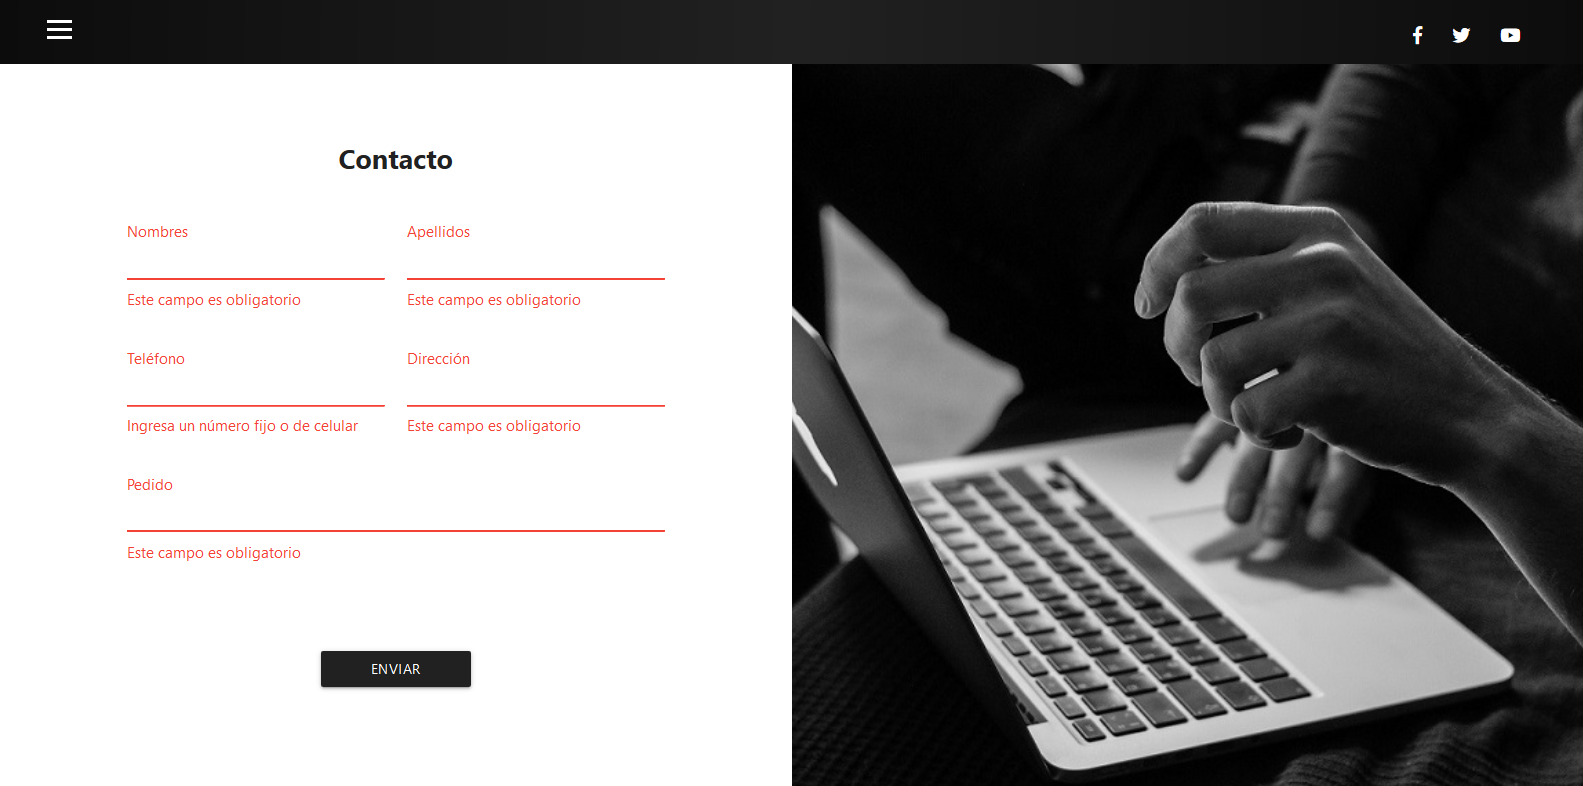 Contacto
Nombres
Apellidos
Este campo es obligatorio
Este campo es obligatorio
Teléfono
Dirección
Ingresa un número fijo o de celular
Este campo es obligatorio
Pedido
Este campo es obligatorio
ENVIAR